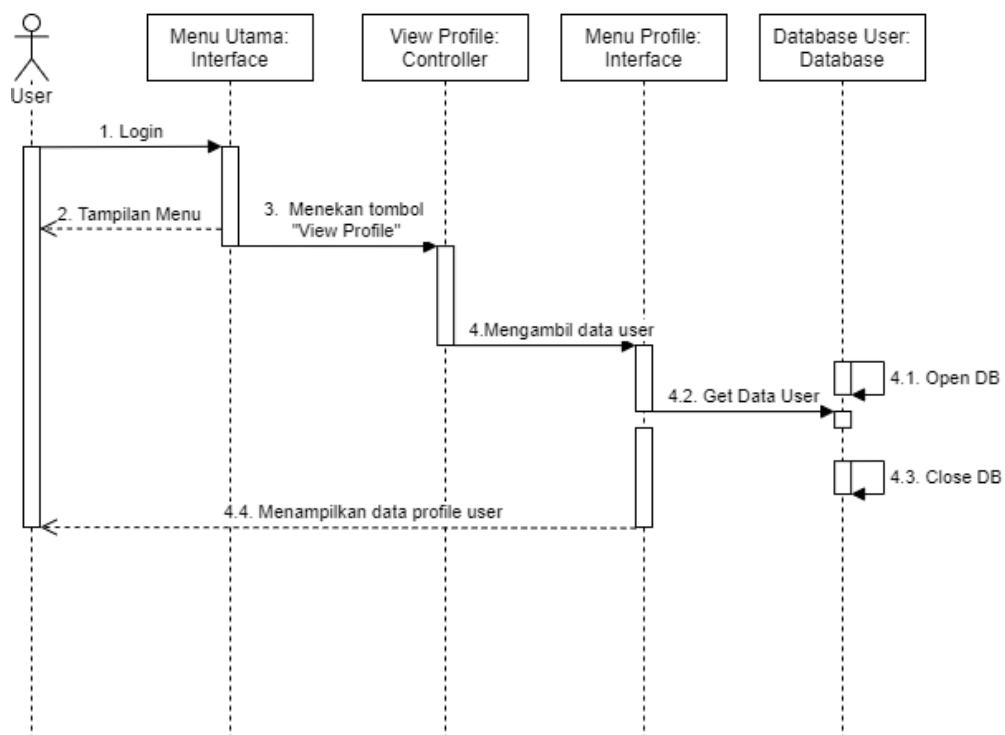 User
Menu Utama:
Interface
View Profile:
Controller
Menu Profile:
Interface
Database User:
Database
1. Login
2. Tampilan Menu
3.  Menekan tombol
"View Profile"
4.Mengambil data user
4.1. Open DB
4.2. Get Data User
4.3. Close DB
4.4. Menampilkan data profile user